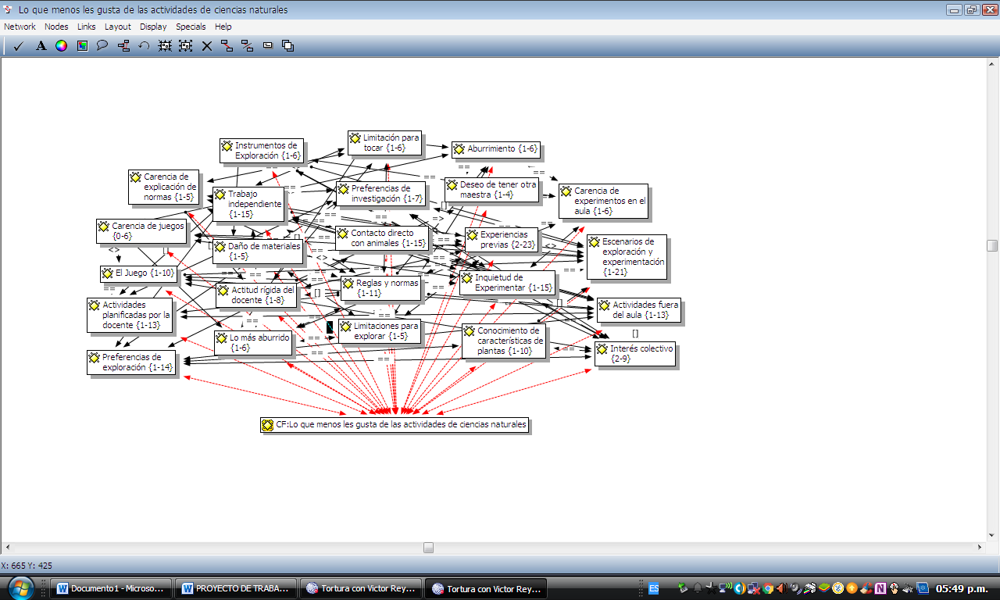 Lo que menos les gusta de las actividades de ciencias naturales
Network Nodes Links Layout Display Specials Help
Instrumentos de
Exploración {1-6}
Limitación para
tocar {1-6}
Aburrimiento {1-6}
Carencia de
explicación de
normas {1-5}
Trabajo
independiente
{1-15}
Preferencias de
investigación {1-7}
Deseo de tener otra
maestra {1-4}
Carencia de
experimentos en el
aula {1-6}
Carencia de juegos
{0-6}
Daño de materiales
{1-5}
Contacto directo
con animales {1-15}
Experiencias
previas {2-23}
Escenarios de
exploración y
experimentación
{1-21}
El Juego {1-10}
Actitud rígida del
docente {1-8}
Reglas y normas
{1-11}
Inquietud de
Experimentar {1-15}
Actividades
planificadas por la
docente {1-13}
Lo más aburrido
{1-6}
Limitaciones para
explorar {1-5}
Conocimiento de
características de
plantas {1-10}
Actividades fuera
del aula {1-13}
Preferencias de
exploración {1-14}
Interés colectivo
{2-9}
CF:Lo que menos les gusta de las actividades de ciencias naturales
X: 665 Y: 425
Documento1 - Microso...
PROYECTO DE TRABA...
Tortura con Victor Rey...
Tortura con Victor Rey...
ES
05:49 p.m.